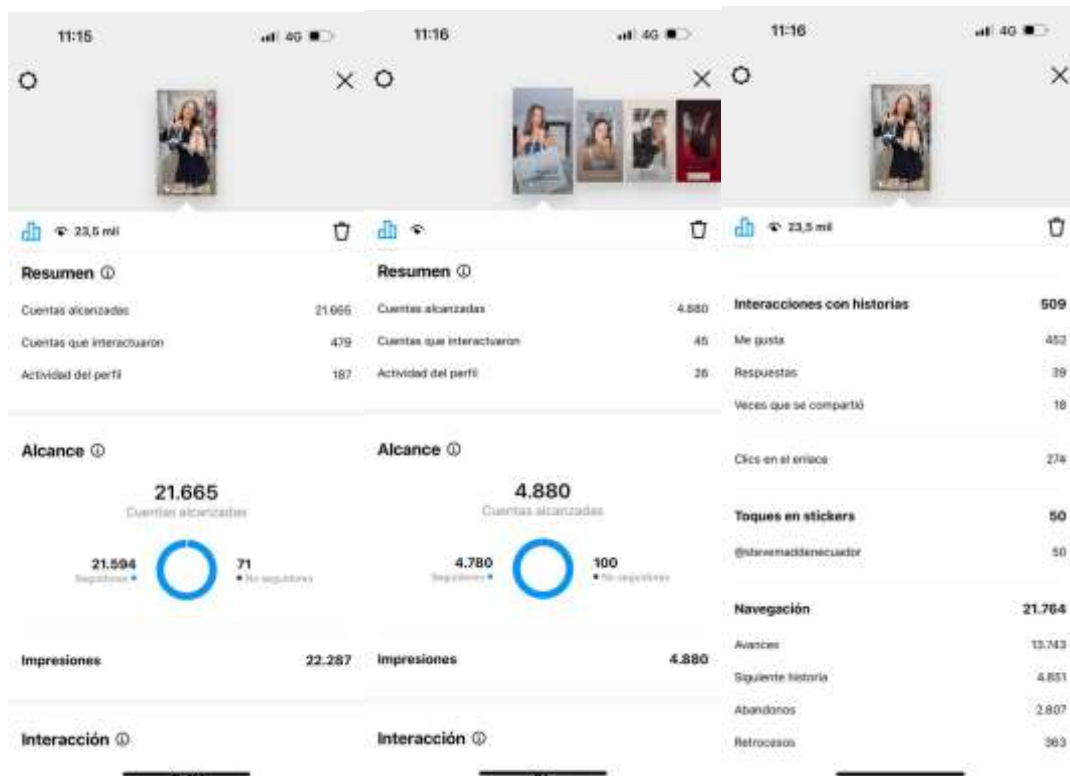 11:15
4G
23,5 mil
Resumen
Cuentas alcanzadas 21.665
Cuentas que interactuaron 479
Actividad del perfil 187
Alcance
21.665
Cuentas alcanzadas
21.594
Seguidores
71
No seguidores
Impresiones 22.287
Interacción
11:16
4G
Resumen
Cuentas alcanzadas 4.880
Cuentas que interactuaron 45
Actividad del perfil 26
Alcance
4.880
Cuentas alcanzadas
4.780
Seguidores
100
No seguidores
Impresiones 4.880
Interacción
11:16
4G
23,5 mil
Interacciones con historias 509
Me gusta 452
Respuestas 39
Veces que se compartió 18
Clics en el enlace 274
Toques en stickers 50
@stevemaddenecuador 50
Navegación 21.764
Avances 13.743
Siguiente historia 4.851
Abandonos 2.807
Retrocesos 363